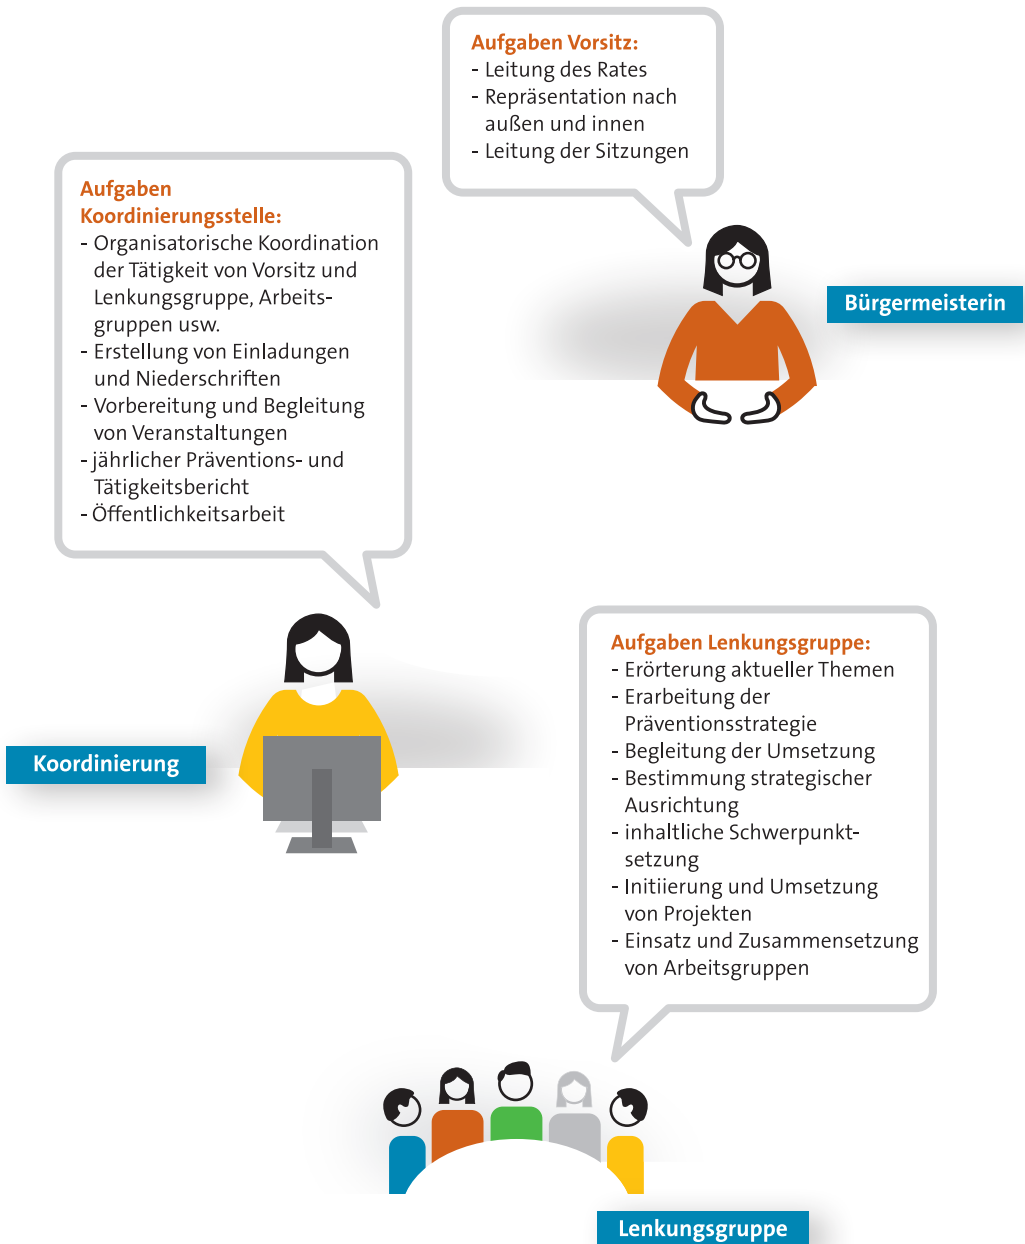 Aufgaben Vorsitz:
- Leitung des Rates
- Repräsentation nach
außen und innen
- Leitung der Sitzungen
Bürgermeisterin
Aufgaben
Koordinierungsstelle:
- Organisatorische Koordination
der Tätigkeit von Vorsitz und
Lenkungsgruppe, Arbeits-
gruppen usw.
- Erstellung von Einladungen
und Niederschriften
- Vorbereitung und Begleitung
von Veranstaltungen
- jährlicher Präventions- und
Tätigkeitsbericht
- Öffentlichkeitsarbeit
Koordinierung
Aufgaben Lenkungsgruppe:
- Erörterung aktueller Themen
- Erarbeitung der
Präventionsstrategie
- Begleitung der Umsetzung
- Bestimmung strategischer
Ausrichtung
- inhaltliche Schwerpunkt-
setzung
- Initiierung und Umsetzung
von Projekten
- Einsatz und Zusammensetzung
von Arbeitsgruppen
Lenkungsgruppe